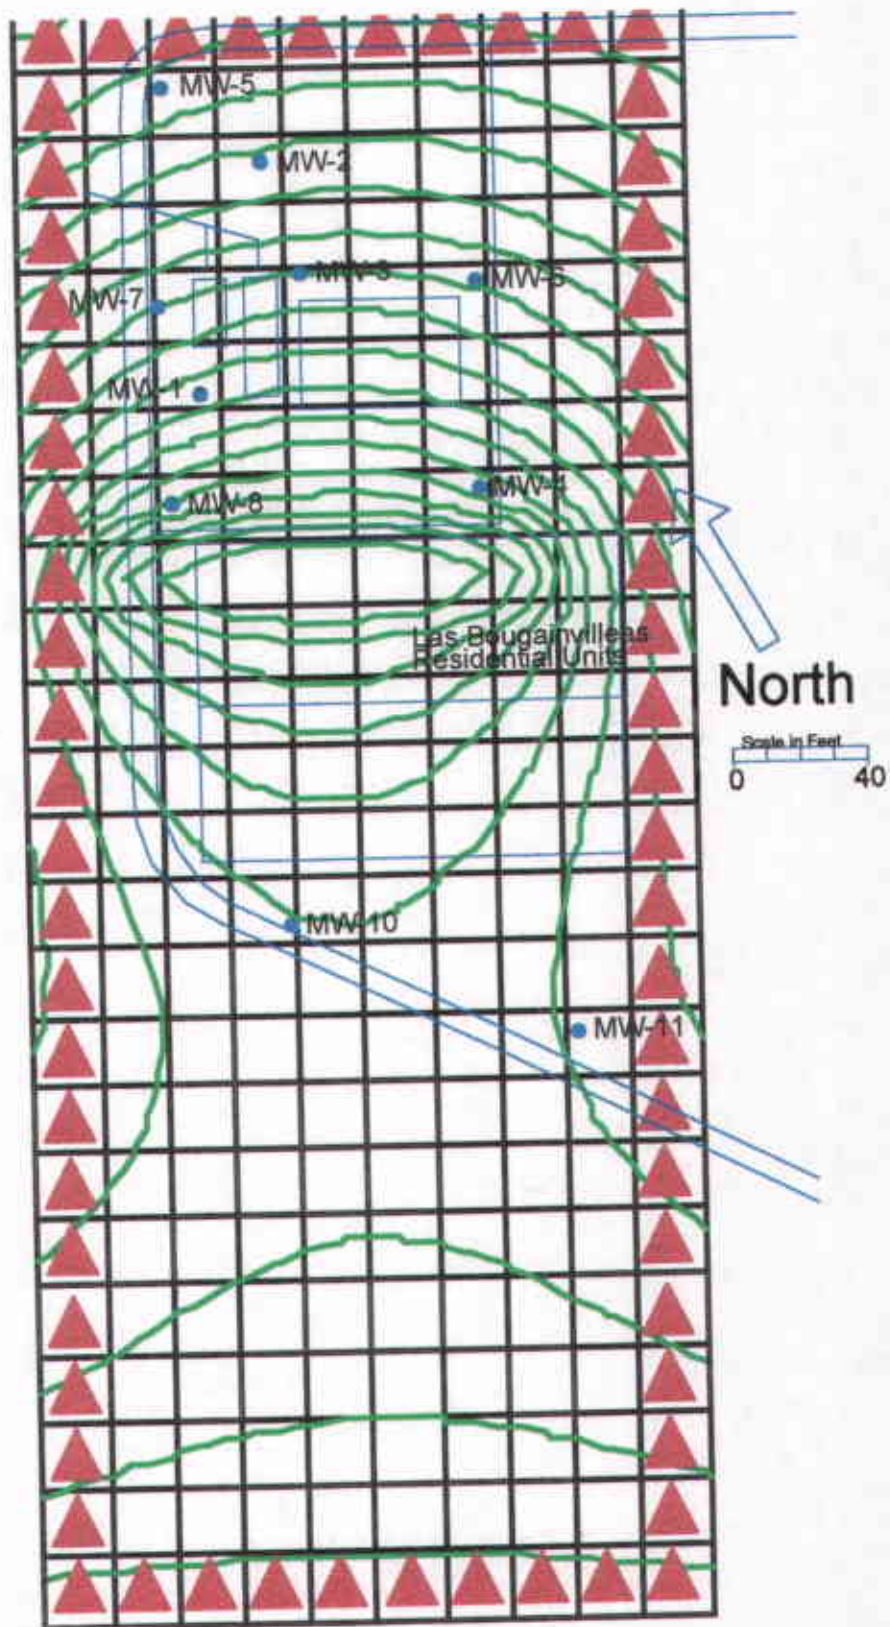 MW-5
MW-2
MW-3
MW-6
MW-7
MW-1
MW-4
MW-8
Las Bougainvilleas
Residential Units
North
Scale in Feet
0 40
MW-10
MW-11